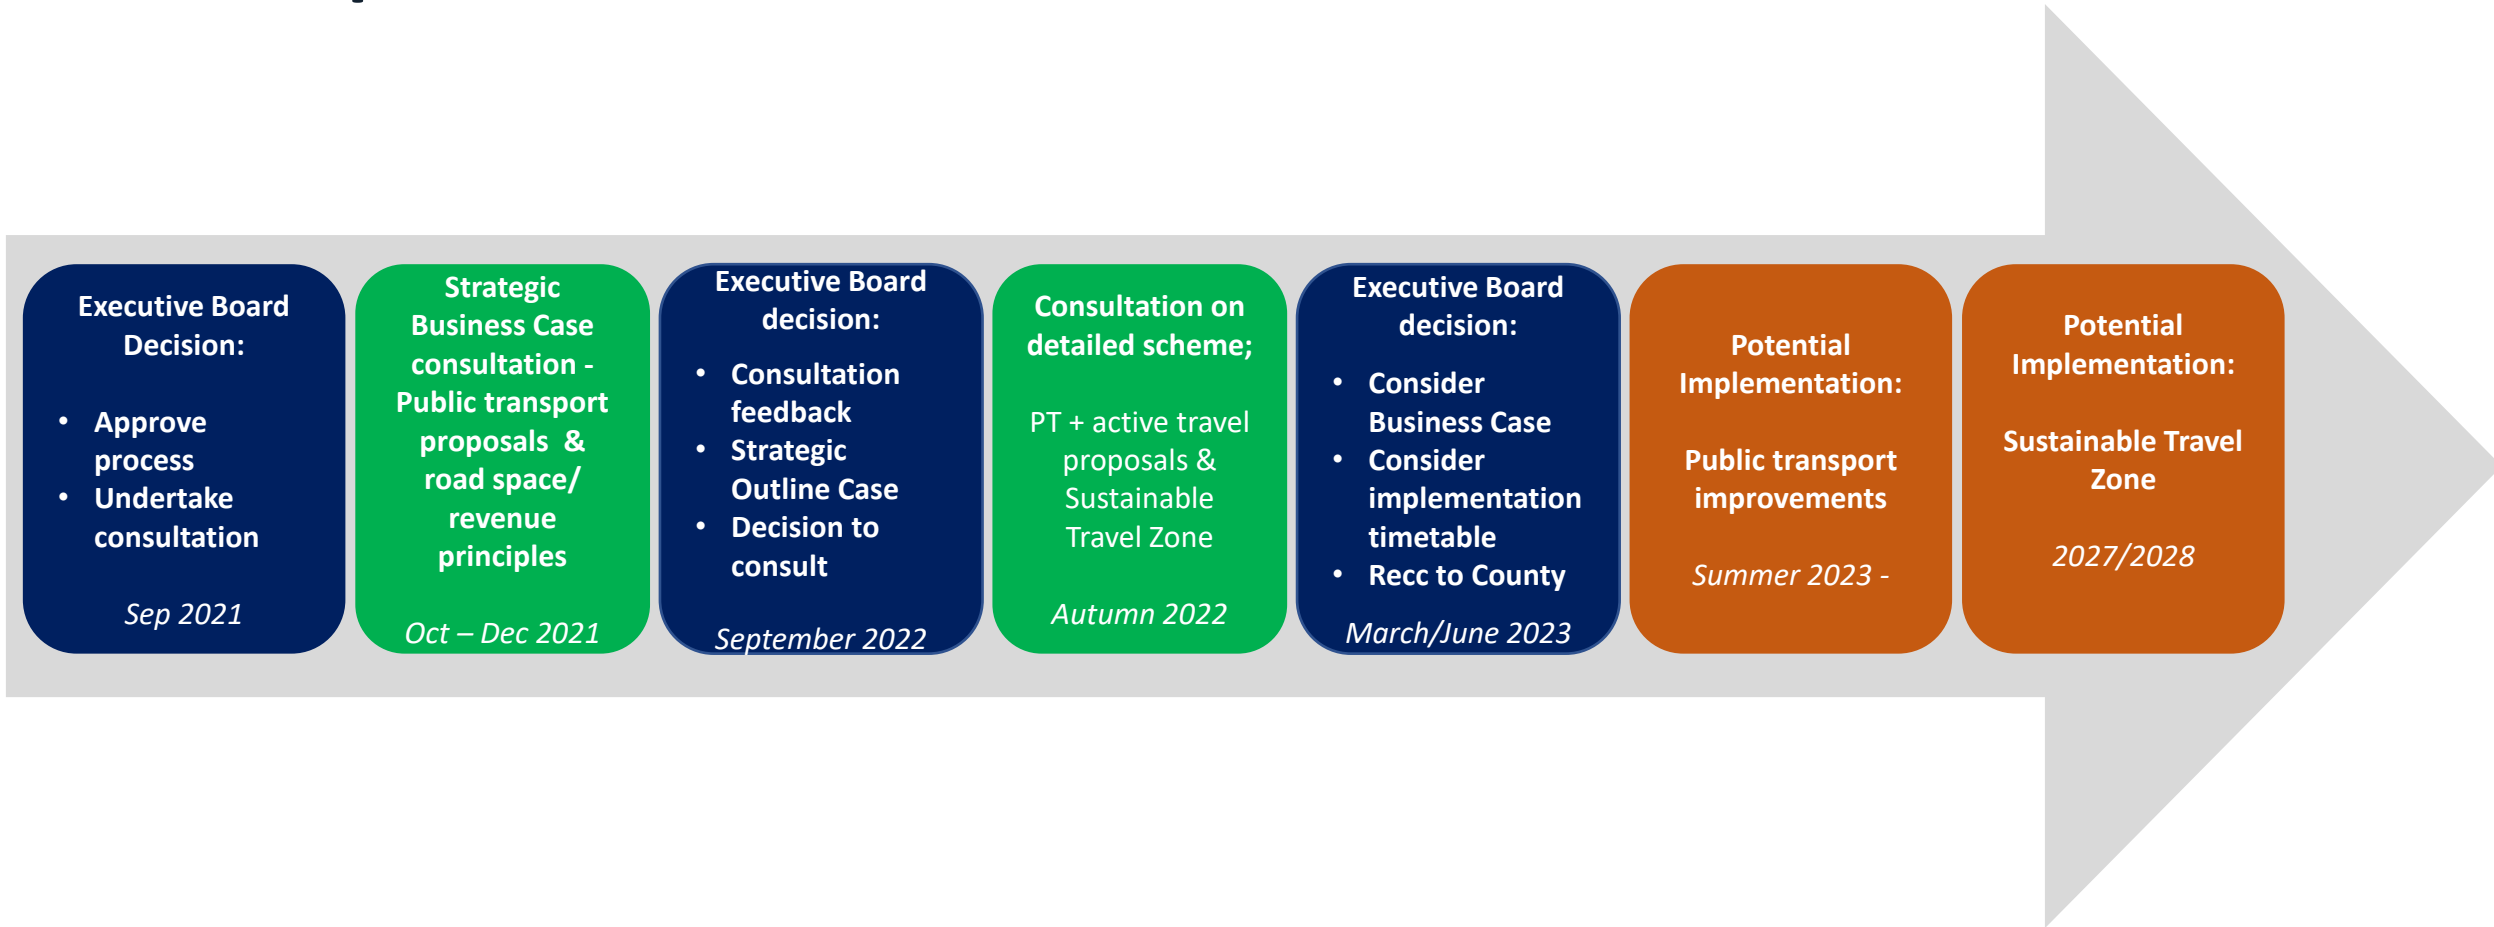 Executive Board
Decision:
• Approve
process
• Undertake
consultation
Sep 2021
Strategic
Business Case
consultation -
Public transport
proposals & 
road space/
revenue
principles
Oct – Dec 2021
Executive Board
decision:
• Consultation
feedback
• Strategic
Outline Case
• Decision to
consult
September 2022
Consultation on
detailed scheme;
PT + active travel
proposals &
Sustainable
Travel Zone
Autumn 2022
Executive Board
decision:
• Consider
Business Case
• Consider
implementation
timetable
• Recc to County
March/June 2023
Potential
Implementation:
Public transport
improvements
Summer 2023 -
Potential
Implementation:
Sustainable Travel
Zone
2027/2028